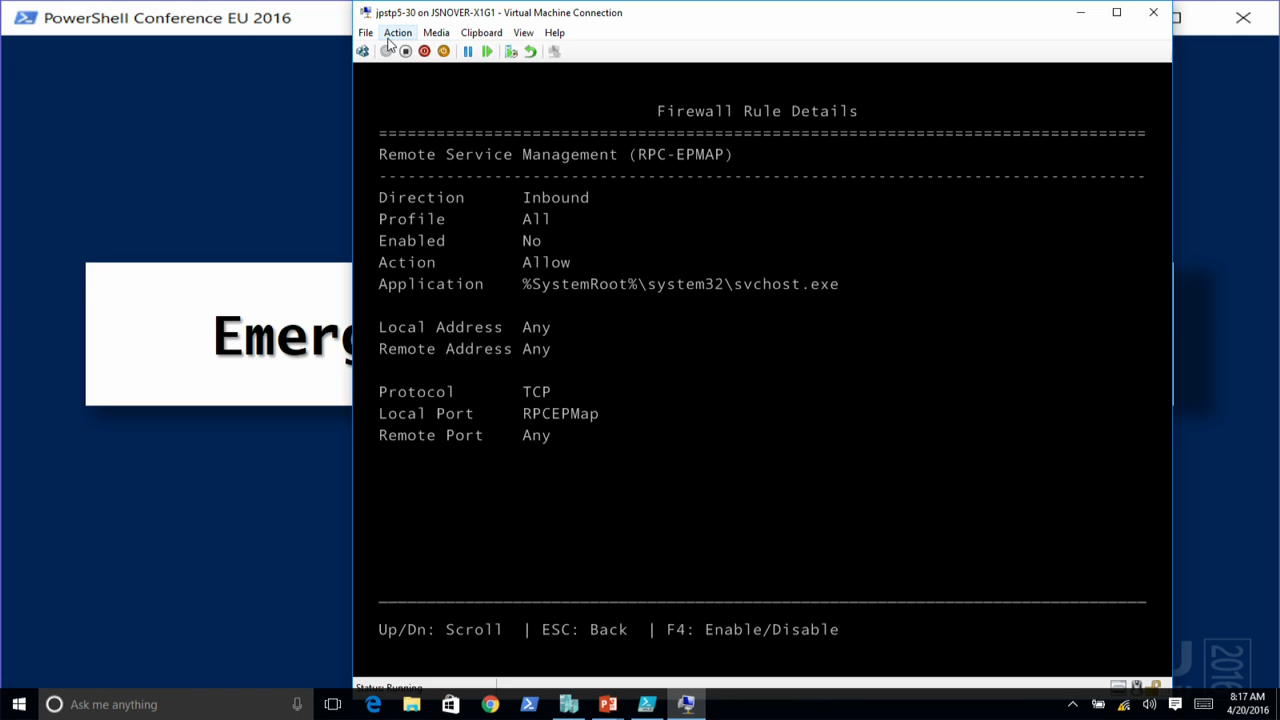 PowerShell Conference EU 2016
jpstp5-30 on JSNOVER-X1G1 - Virtual Machine Connection
File Action Media Clipboard View Help
Firewall Rule Details
================================================================================
Remote Service Management (RPC-EPMAP)
--------------------------------------------------------------------------------
Direction Inbound
Profile All
Enabled No
Action Allow
Application %SystemRoot%\system32\svchost.exe
Local Address Any
Remote Address Any
Protocol TCP
Local Port RPCEPMap
Remote Port Any
Emerg
Up/Dn: Scroll | ESC: Back | F4: Enable/Disable
U
2016
Status: Running
Ask me anything
8:17 AM
4/20/2016